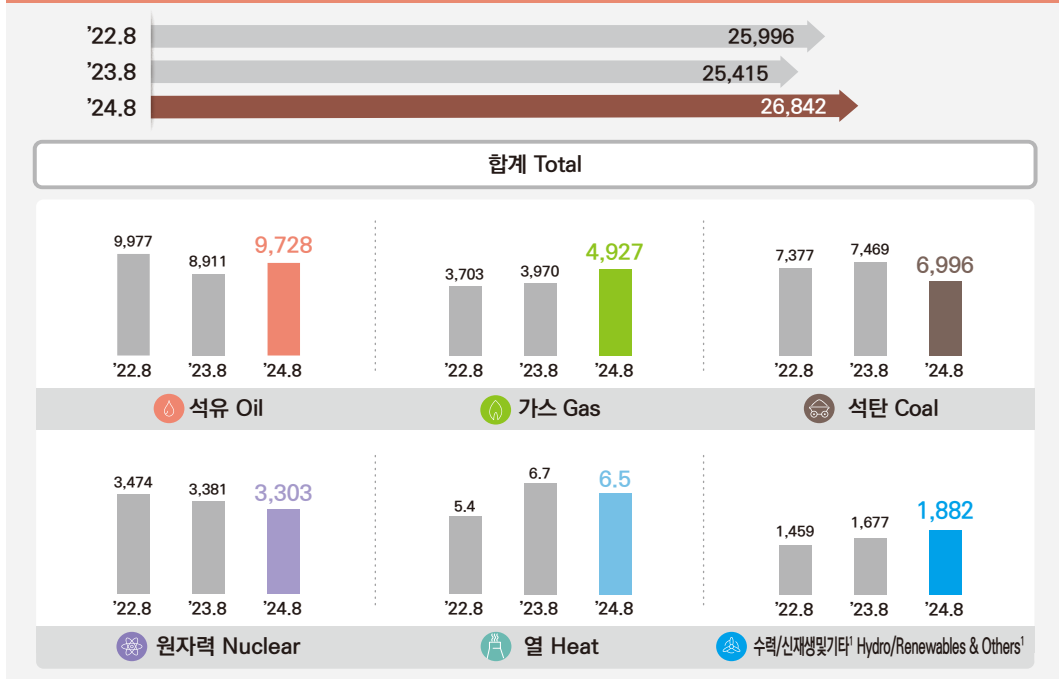 ’22.8 25,996
’23.8 25,415
’24.8 26,842
합계 Total
9,977 8,911 9,728
’22.8 ’23.8 ’24.8
석유 Oil
3,703 3,970 4,927
’22.8 ’23.8 ’24.8
가스 Gas
7,377 7,469 6,996
’22.8 ’23.8 ’24.8
석탄 Coal
3,474 3,381 3,303
’22.8 ’23.8 ’24.8
원자력 Nuclear
5.4 6.7 6.5
’22.8 ’23.8 ’24.8
열 Heat
1,459 1,677 1,882
’22.8 ’23.8 ’24.8
수력/신재생및기타¹ Hydro/Renewables & Others¹